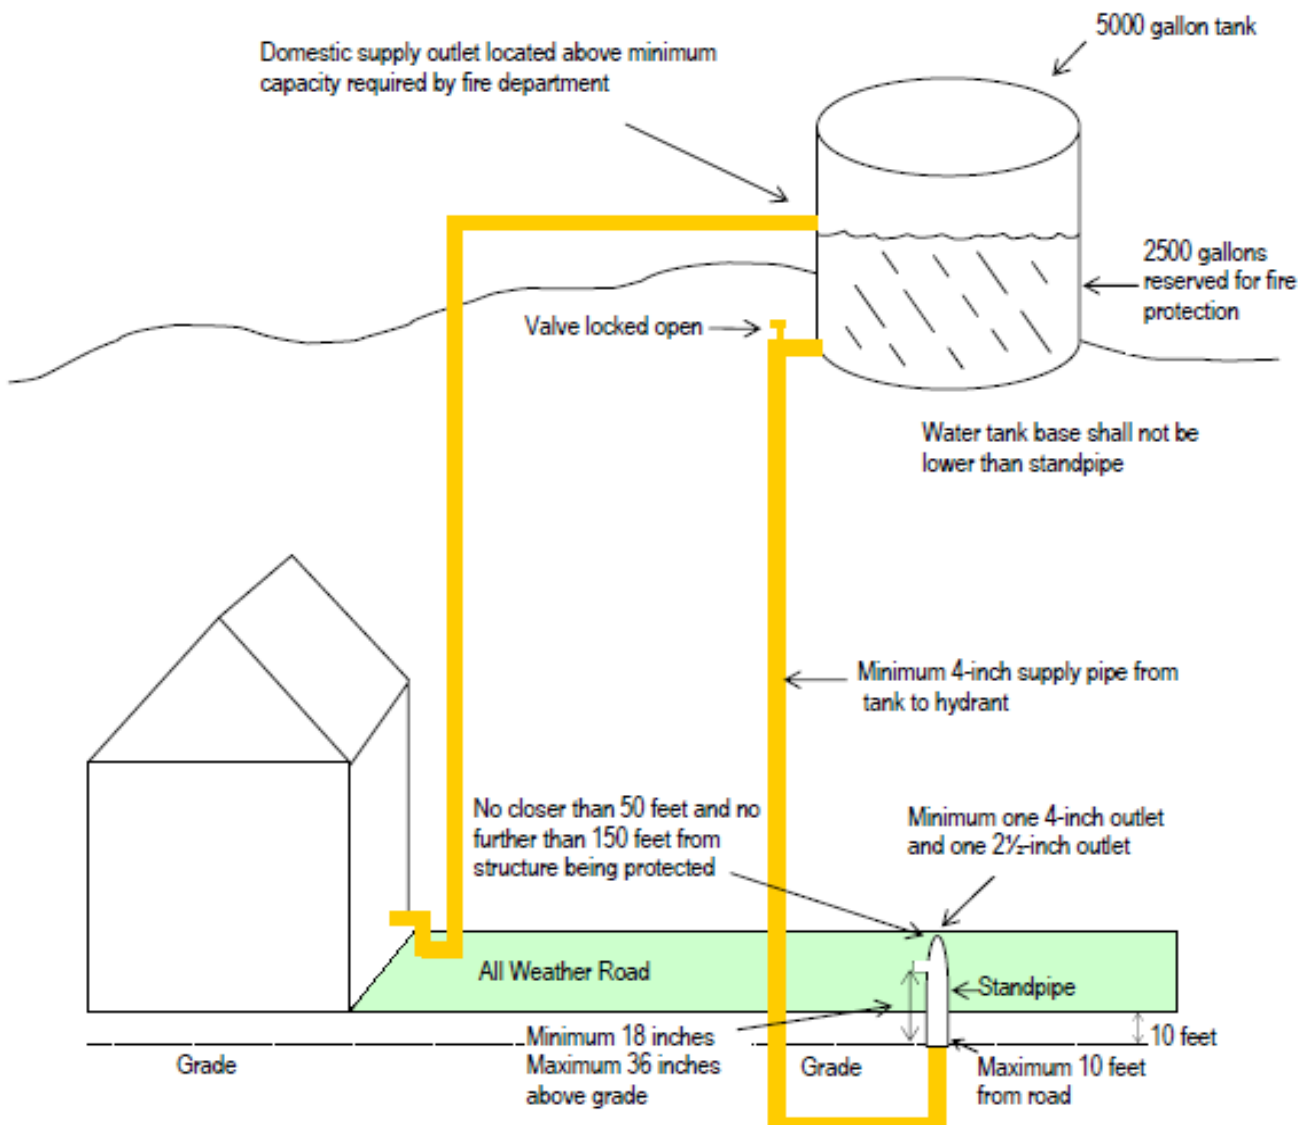 5000 gallon tank
Domestic supply outlet located above minimum
capacity required by fire department
2500 gallons
reserved for fire
protection
Valve locked open
Water tank base shall not be
lower than standpipe
Minimum 4-inch supply pipe from
tank to hydrant
No closer than 50 feet and no
further than 150 feet from
structure being protected
Minimum one 4-inch outlet
and one 2½-inch outlet
All Weather Road
Standpipe
Minimum 18 inches
Maximum 36 inches
above grade
10 feet
Grade
Grade
Maximum 10 feet
from road